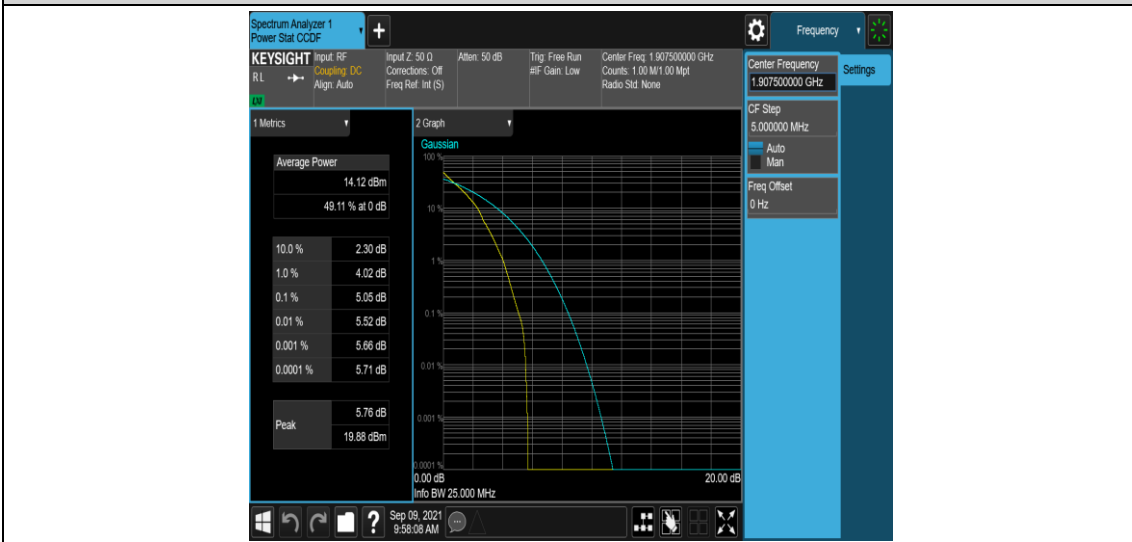 Spectrum Analyzer 1
Power Stat CCDF
+
Frequency
KEYSIGHT
RL
LXI
Input: RF
Coupling: DC
Align: Auto
Input Z: 50 Ω
Corrections: Off
Freq Ref: Int (S)
Atten: 50 dB
Trig: Free Run
#IF Gain: Low
Center Freq: 1.907500000 GHz
Counts: 1.00 M/1.00 Mpt
Radio Std: None
Center Frequency
1.907500000 GHz
Settings
CF Step
5.000000 MHz
Auto
Man
Freq Offset
0 Hz
1 Metrics
Average Power
14.12 dBm
49.11 % at 0 dB
10.0 % 2.30 dB
1.0 % 4.02 dB
0.1 % 5.05 dB
0.01 % 5.52 dB
0.001 % 5.66 dB
0.0001 % 5.71 dB
Peak 5.76 dB
19.88 dBm
2 Graph
Gaussian
100 %
10 %
1 %
0.1 %
0.01 %
0.001 %
0.0001 %
0.00 dB 20.00 dB
Info BW 25.000 MHz
?
Sep 09, 2021
9:58:08 AM